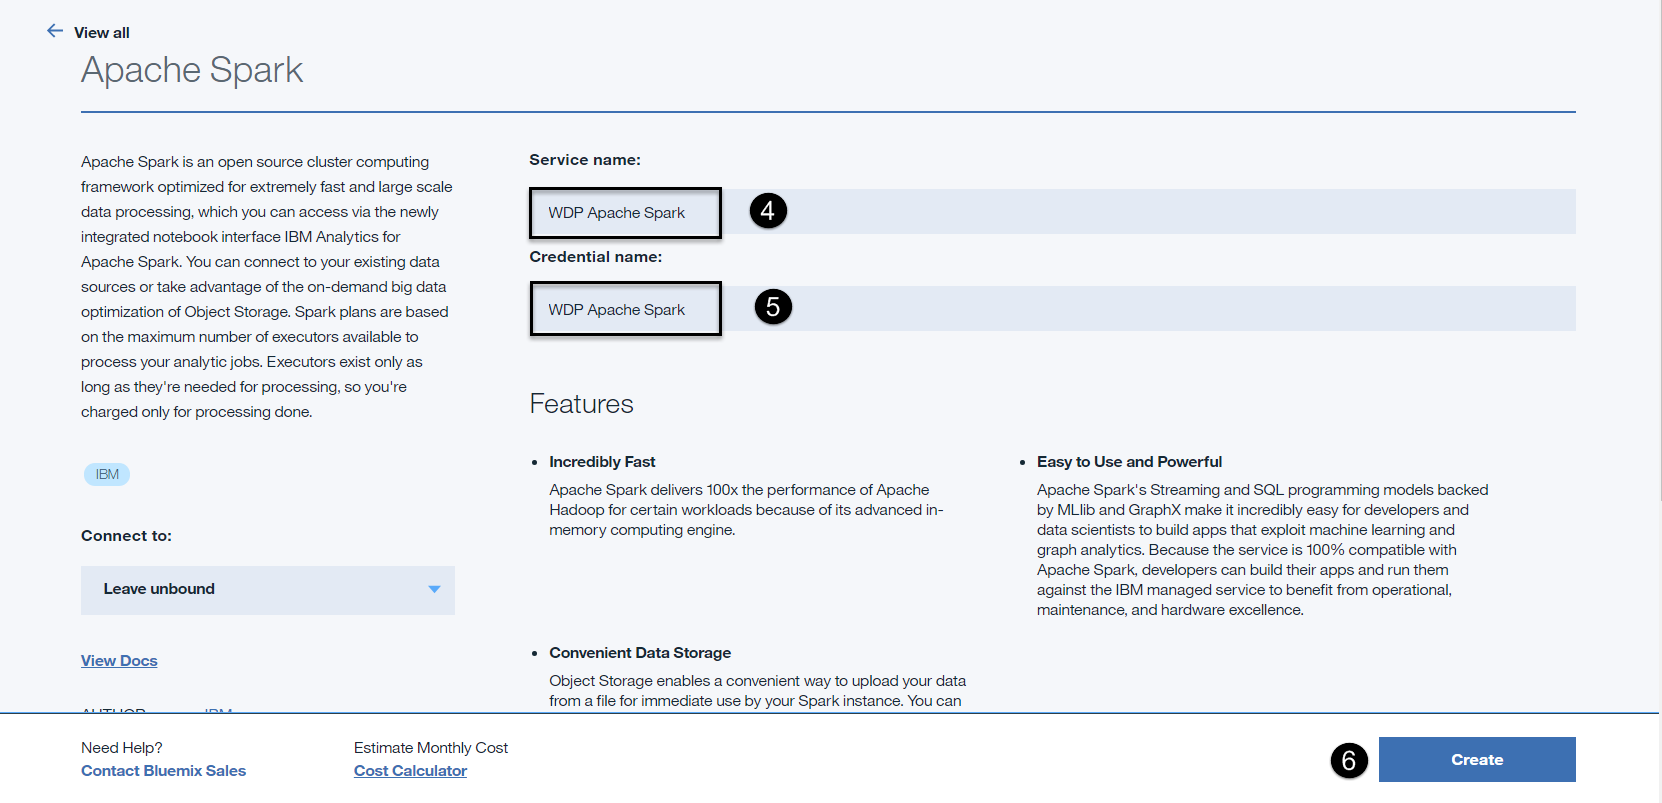 View all
Apache Spark
Apache Spark is an open source cluster computing
framework optimized for extremely fast and large scale
data processing, which you can access via the newly
integrated notebook interface IBM Analytics for
Apache Spark. You can connect to your existing data
sources or take advantage of the on-demand big data
optimization of Object Storage. Spark plans are based
on the maximum number of executors available to
process your analytic jobs. Executors exist only as
long as they're needed for processing, so you're
charged only for processing done.
IBM
Connect to:
Leave unbound
View Docs
AUTHOR IBM
Service name:
WDP Apache Spark
4
Credential name:
WDP Apache Spark
5
Features
• Incredibly Fast
Apache Spark delivers 100x the performance of Apache
Hadoop for certain workloads because of its advanced in-
memory computing engine.
• Easy to Use and Powerful
Apache Spark's Streaming and SQL programming models backed
by MLlib and GraphX make it incredibly easy for developers and
data scientists to build apps that exploit machine learning and
graph analytics. Because the service is 100% compatible with
Apache Spark, developers can build their apps and run them
against the IBM managed service to benefit from operational,
maintenance, and hardware excellence.
• Convenient Data Storage
Object Storage enables a convenient way to upload your data
from a file for immediate use by your Spark instance. You can
Need Help?
Contact Bluemix Sales
Estimate Monthly Cost
Cost Calculator
6
Create